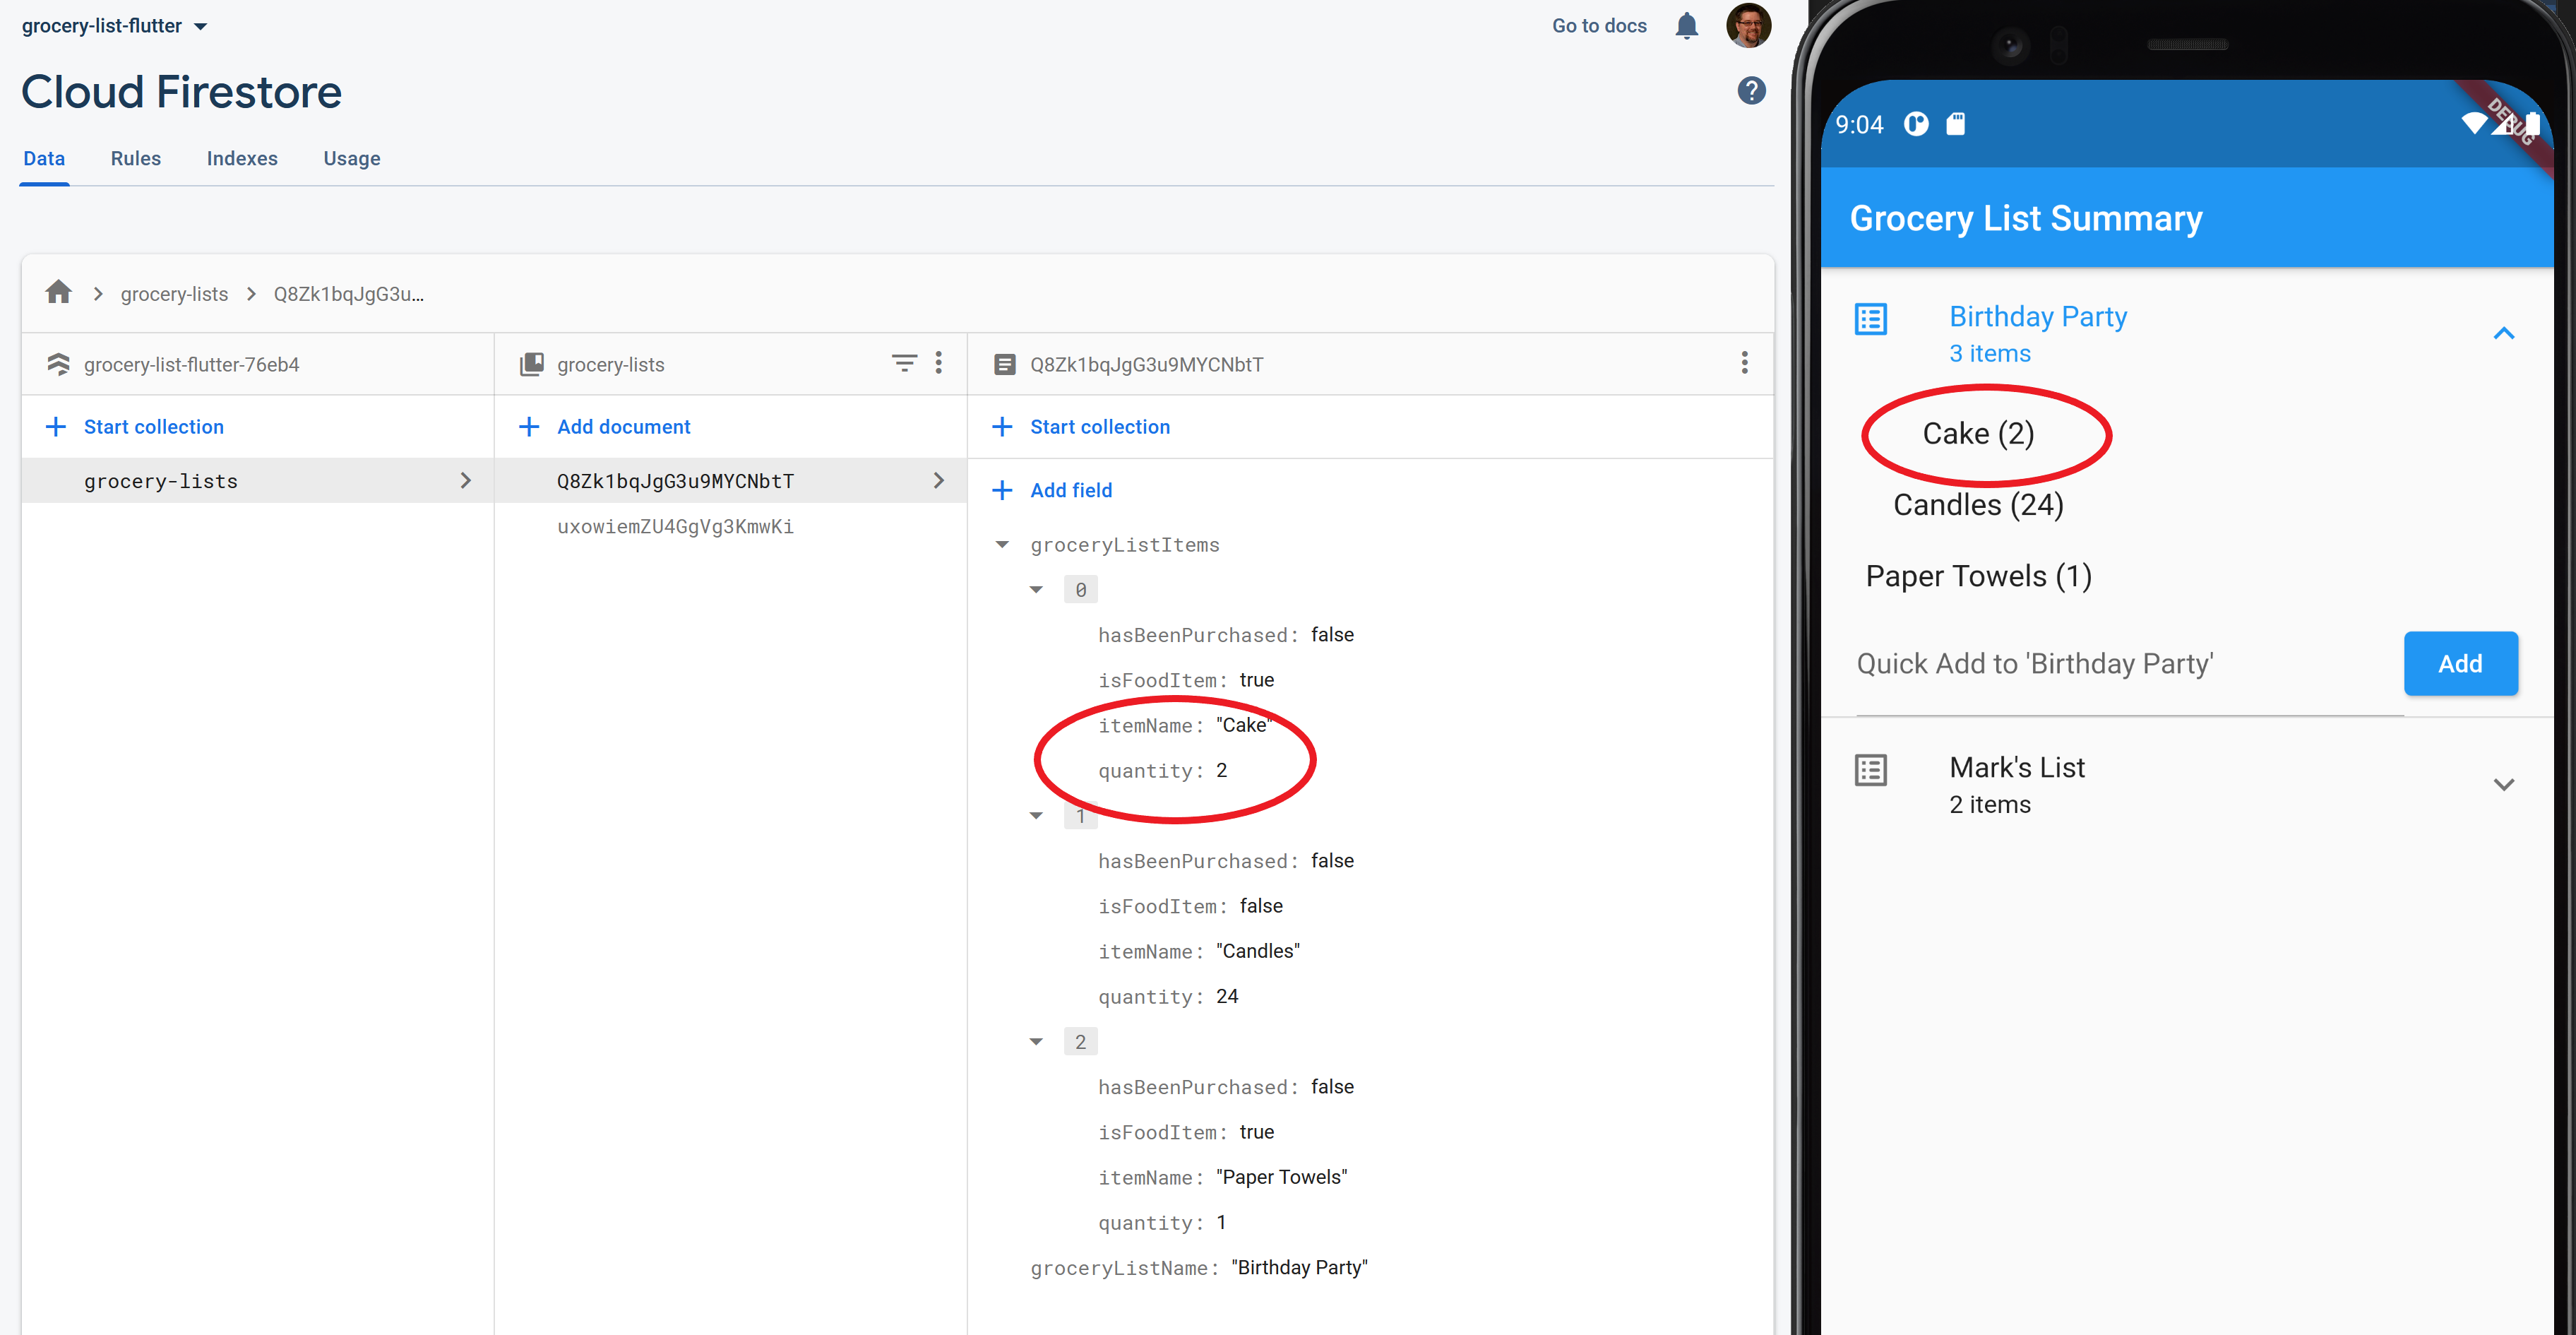 grocery-list-flutter
Go to docs
Cloud Firestore
Data Rules Indexes Usage
grocery-lists Q8Zk1bqJgG3u...
grocery-list-flutter-76eb4
Start collection
grocery-lists
grocery-lists
Add document
Q8Zk1bqJgG3u9MYCNbtT
uxowiemZU4GgVg3KmwKi
Q8Zk1bqJgG3u9MYCNbtT
Start collection
Add field
groceryListItems
0
hasBeenPurchased: false
isFoodItem: true
itemName: "Cake"
quantity: 2
1
hasBeenPurchased: false
isFoodItem: false
itemName: "Candles"
quantity: 24
2
hasBeenPurchased: false
isFoodItem: true
itemName: "Paper Towels"
quantity: 1
groceryListName: "Birthday Party"
9:04
DEBUG
Grocery List Summary
Birthday Party
3 items
Cake (2)
Candles (24)
Paper Towels (1)
Quick Add to 'Birthday Party'
Add
Mark's List
2 items